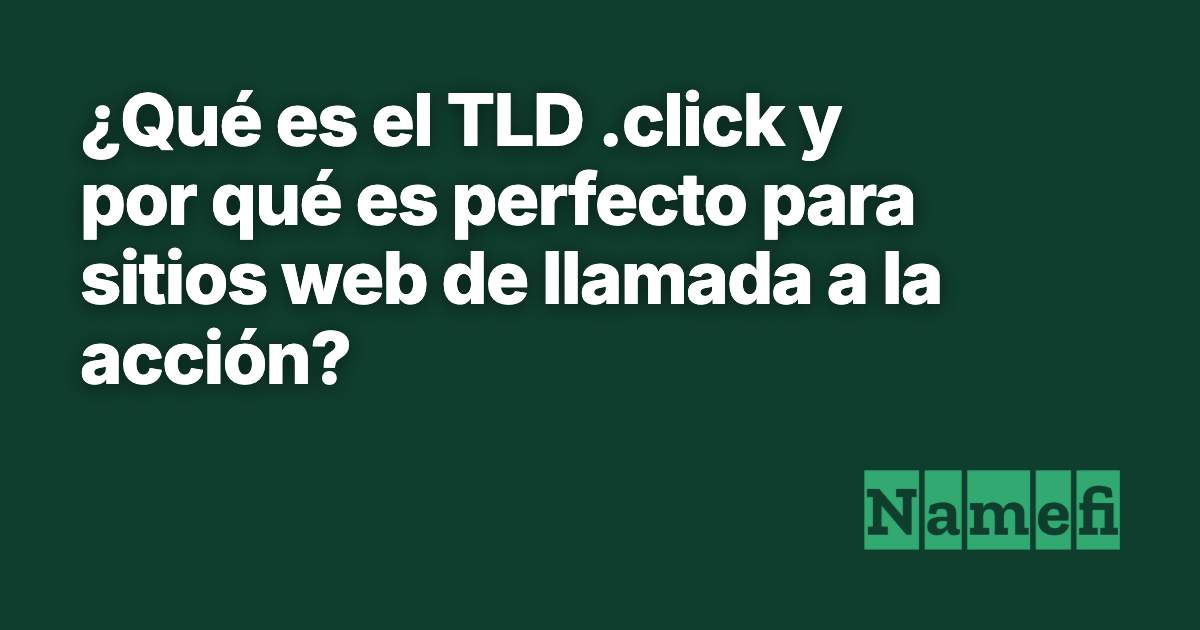 ¿Qué es el TLD .click y
por qué es perfecto para
sitios web de llamada a la
acción?
Namefi